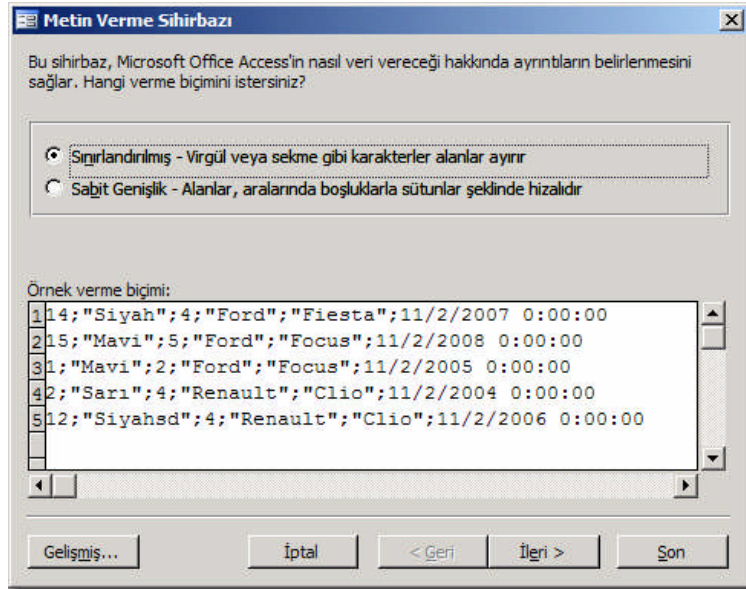 Metin Verme Sihirbazı
Bu sihirbaz, Microsoft Office Access'in nasıl veri vereceği hakkında ayrıntıların belirlenmesini
sağlar. Hangi verme biçimini istersiniz?
Sınırlandırılmış - Virgül veya sekme gibi karakterler alanlar ayırır
Sabit Genişlik - Alanlar, aralarında boşluklarla sütunlar şeklinde hizalıdır
Örnek verme biçimi:
1 14;"Siyah";4;"Ford";"Fiesta";11/2/2007 0:00:00
2 15;"Mavi";5;"Ford";"Focus";11/2/2008 0:00:00
3 1;"Mavi";2;"Ford";"Focus";11/2/2005 0:00:00
4 2;"Sarı";4;"Renault";"Clio";11/2/2004 0:00:00
5 12;"Siyahsd";4;"Renault";"Clio";11/2/2006 0:00:00
Gelişmiş... İptal < Geri İleri > Son